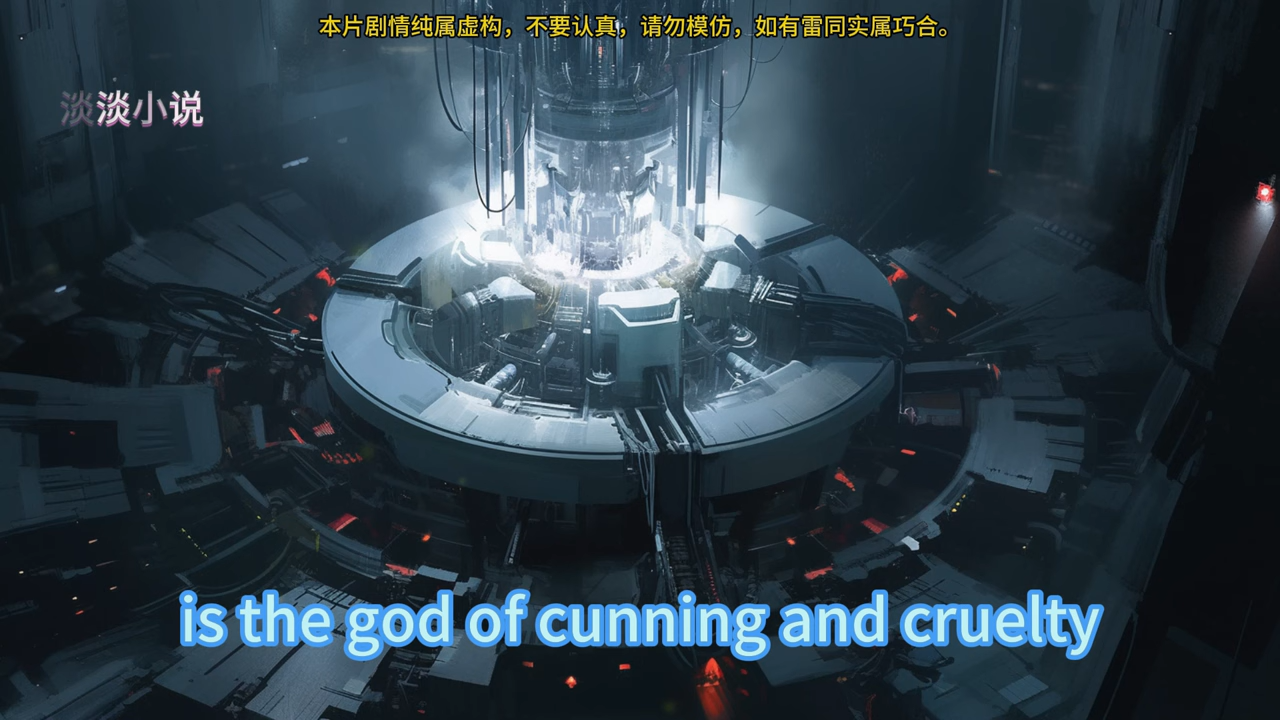 本片剧情纯属虚构，不要认真，请勿模仿，如有雷同实属巧合。
淡淡小说
is the god of cunning and cruelty